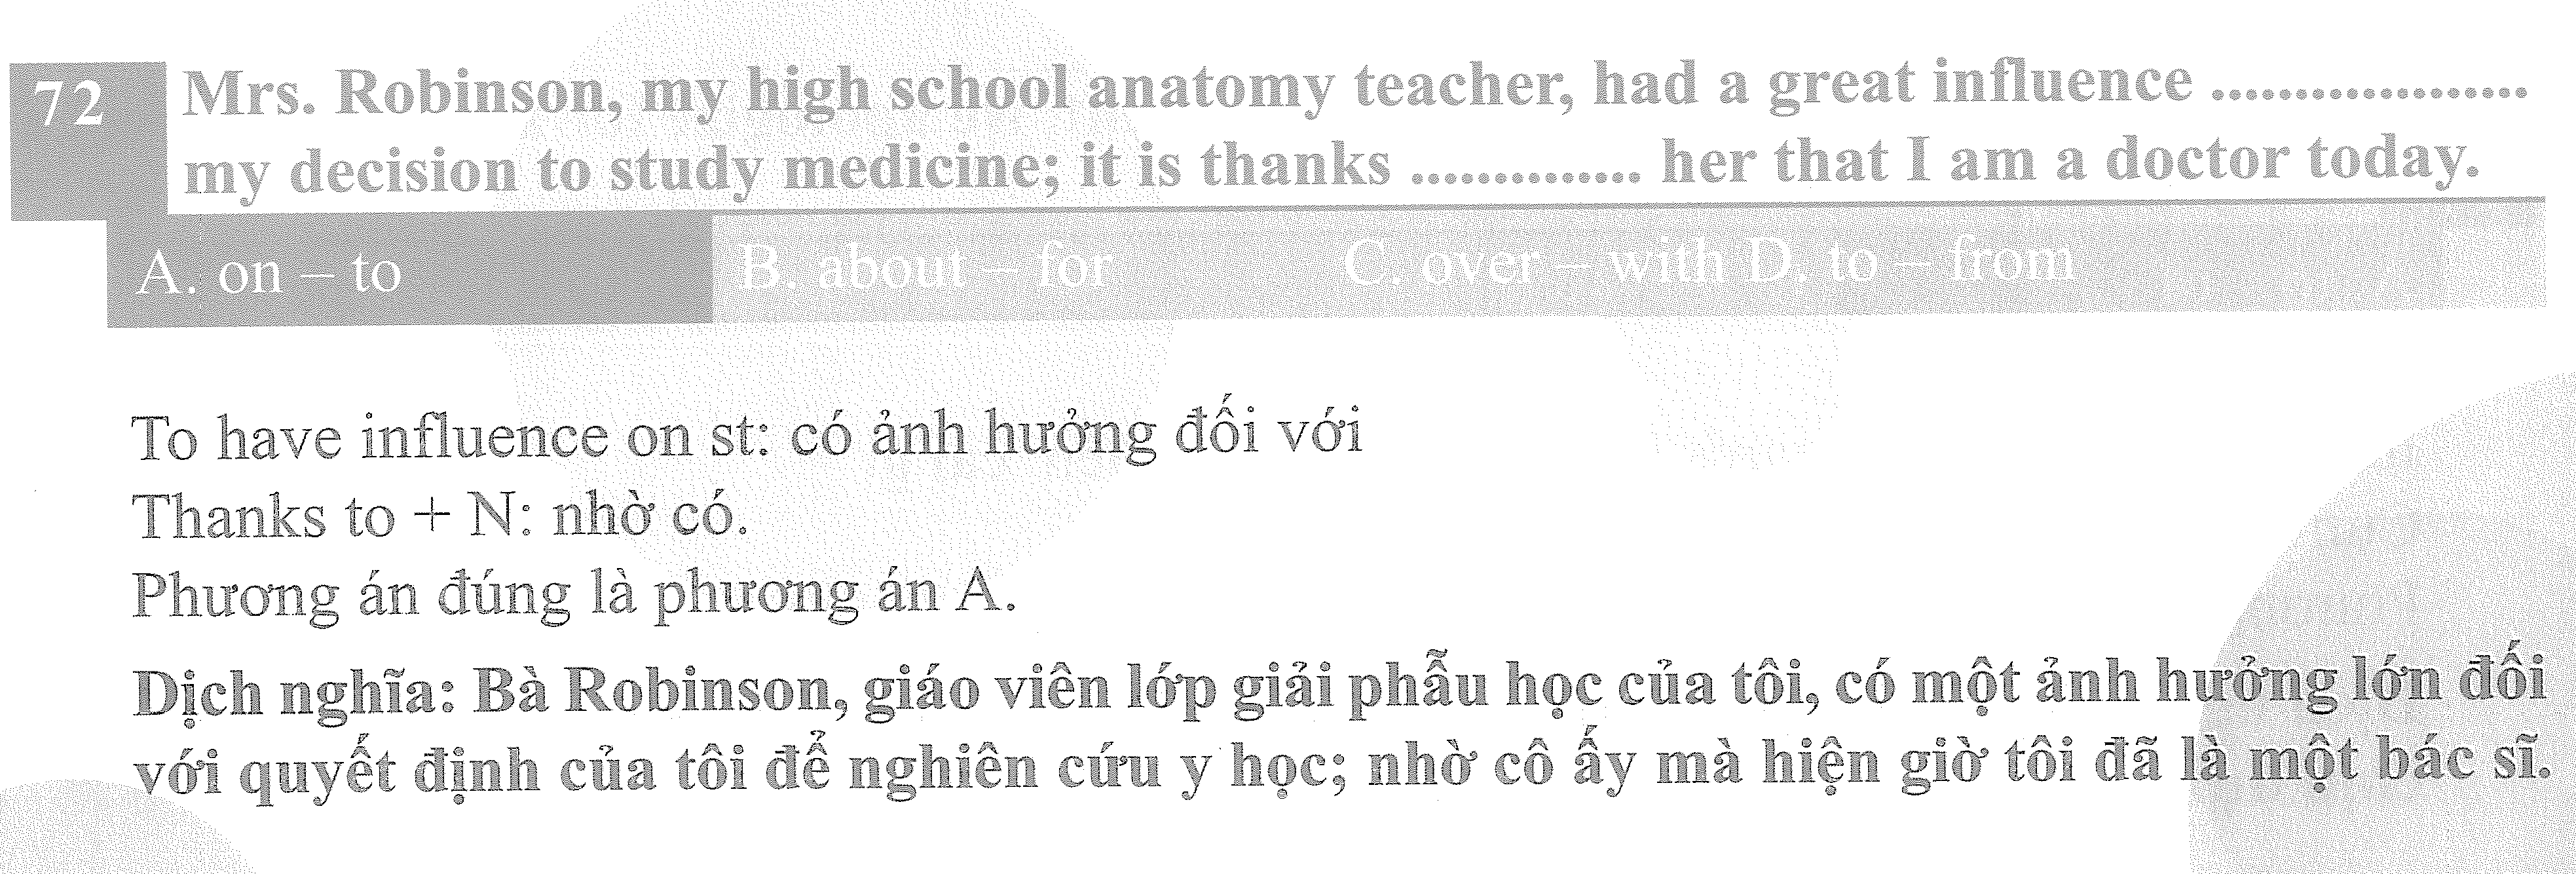 72 Mrs. Robinson, my high school anatomy teacher, had a great influence ...................
my decision to study medicine; it is thanks .............. her that I am a doctor today.
A. on – to B. about – for C. over – with D. to – from
To have influence on st: có ảnh hưởng đối với
Thanks to + N: nhờ có.
Phương án đúng là phương án A.
Dịch nghĩa: Bà Robinson, giáo viên lớp giải phẫu học của tôi, có một ảnh hưởng lớn đối
với quyết định của tôi để nghiên cứu y học; nhờ cô ấy mà hiện giờ tôi đã là một bác sĩ.